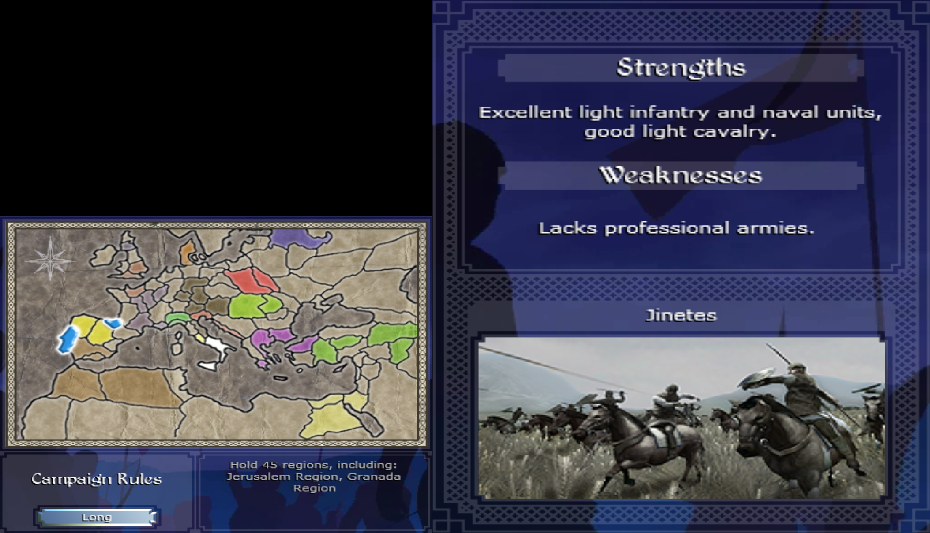 Strengths
Excellent light infantry and naval units,
good light cavalry.
Weaknesses
Lacks professional armies.
Jinetes
Campaign Rules
Long
Hold 45 regions, including:
Jerusalem Region, Granada
Region